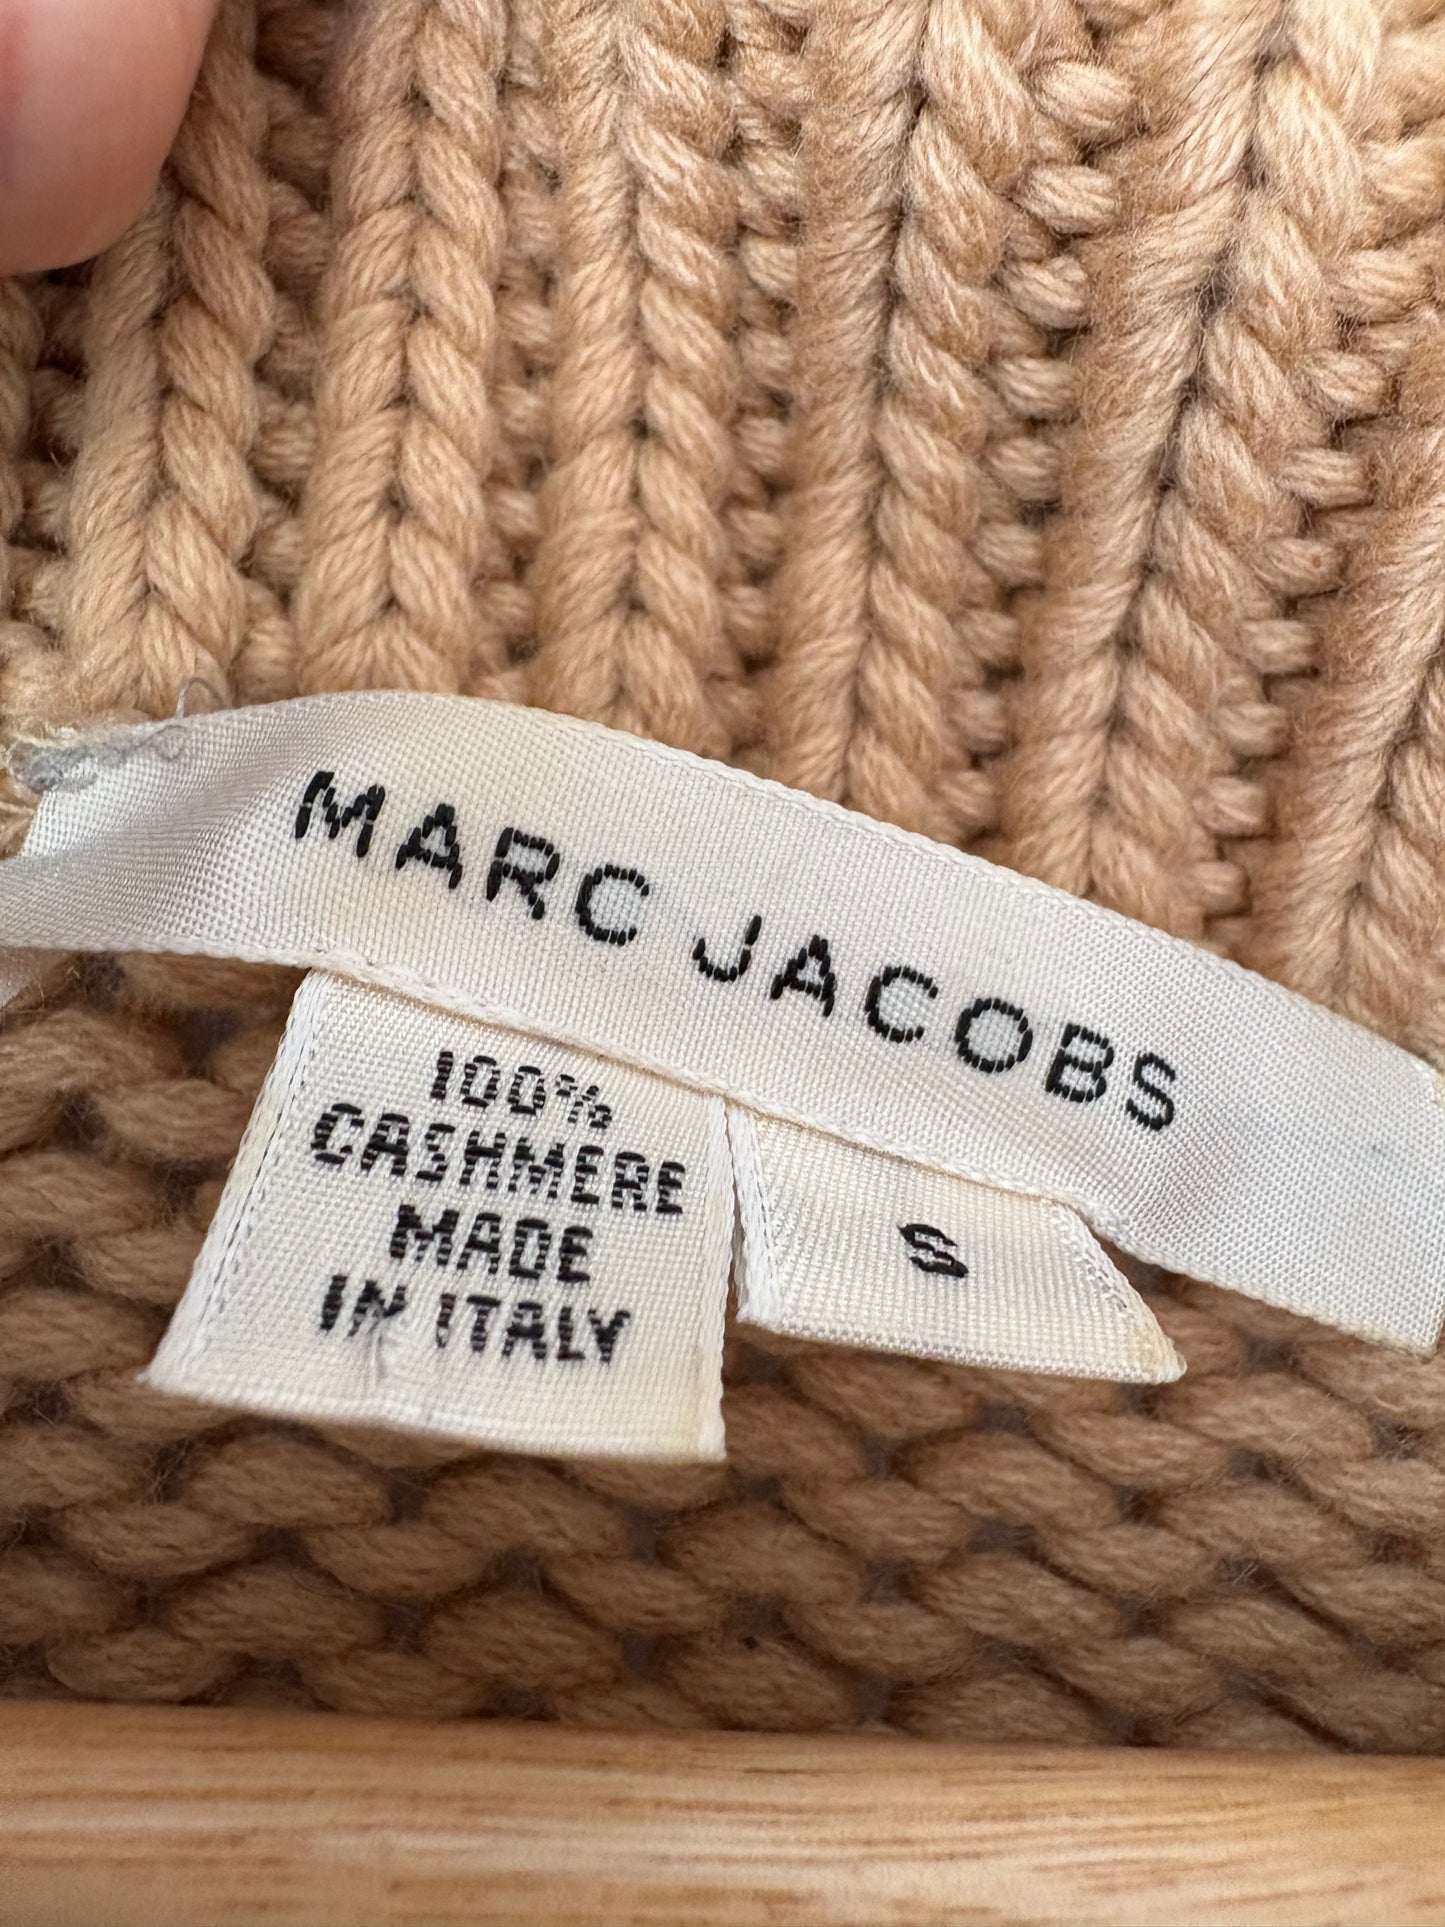 MARC JACOBS
100%
CASHMERE
MADE
IN ITALY
S